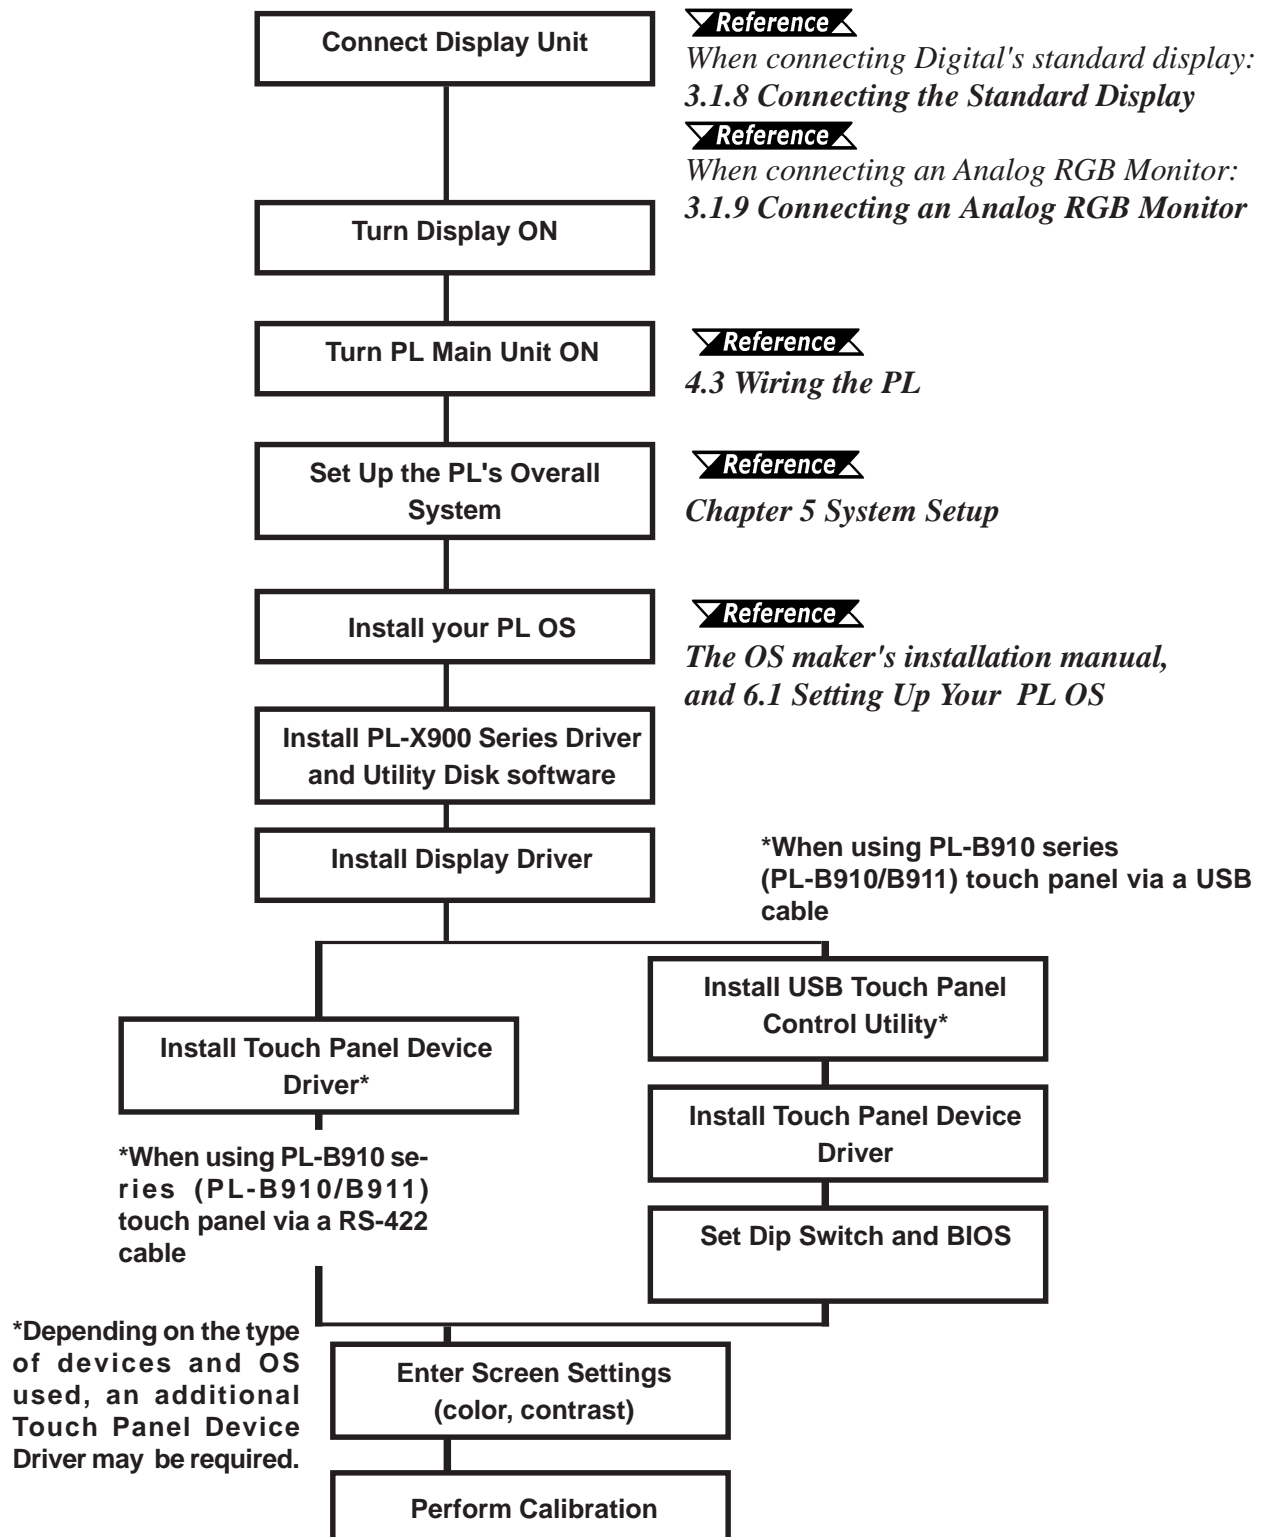 Connect Display Unit
Reference
When connecting Digital's standard display:
3.1.8 Connecting the Standard Display
Reference
When connecting an Analog RGB Monitor:
3.1.9 Connecting an Analog RGB Monitor
Turn Display ON
Turn PL Main Unit ON
Reference
4.3 Wiring the PL
Set Up the PL's Overall
System
Reference
Chapter 5 System Setup
Install your PL OS
Reference
The OS maker's installation manual,
and 6.1 Setting Up Your PL OS
Install PL-X900 Series Driver
and Utility Disk software
Install Display Driver
*When using PL-B910 series
(PL-B910/B911) touch panel via a USB
cable
Install USB Touch Panel
Control Utility*
Install Touch Panel Device
Driver*
Install Touch Panel Device
Driver
*When using PL-B910 se-
ries (PL-B910/B911)
touch panel via a RS-422
cable
Set Dip Switch and BIOS
*Depending on the type
of devices and OS
used, an additional
Touch Panel Device
Driver may be required.
Enter Screen Settings
(color, contrast)
Perform Calibration